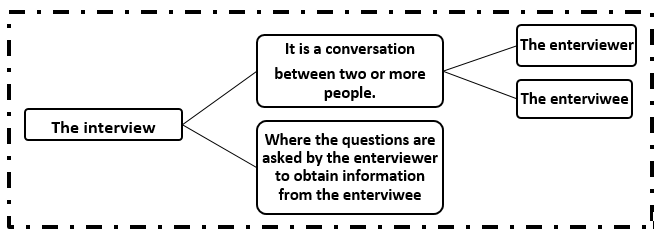 The interview
It is a conversation
between two or more
people.
The enterviewer
The enterviwee
Where the questions are
asked by the enterviewer
to obtain information
from the enterviwee